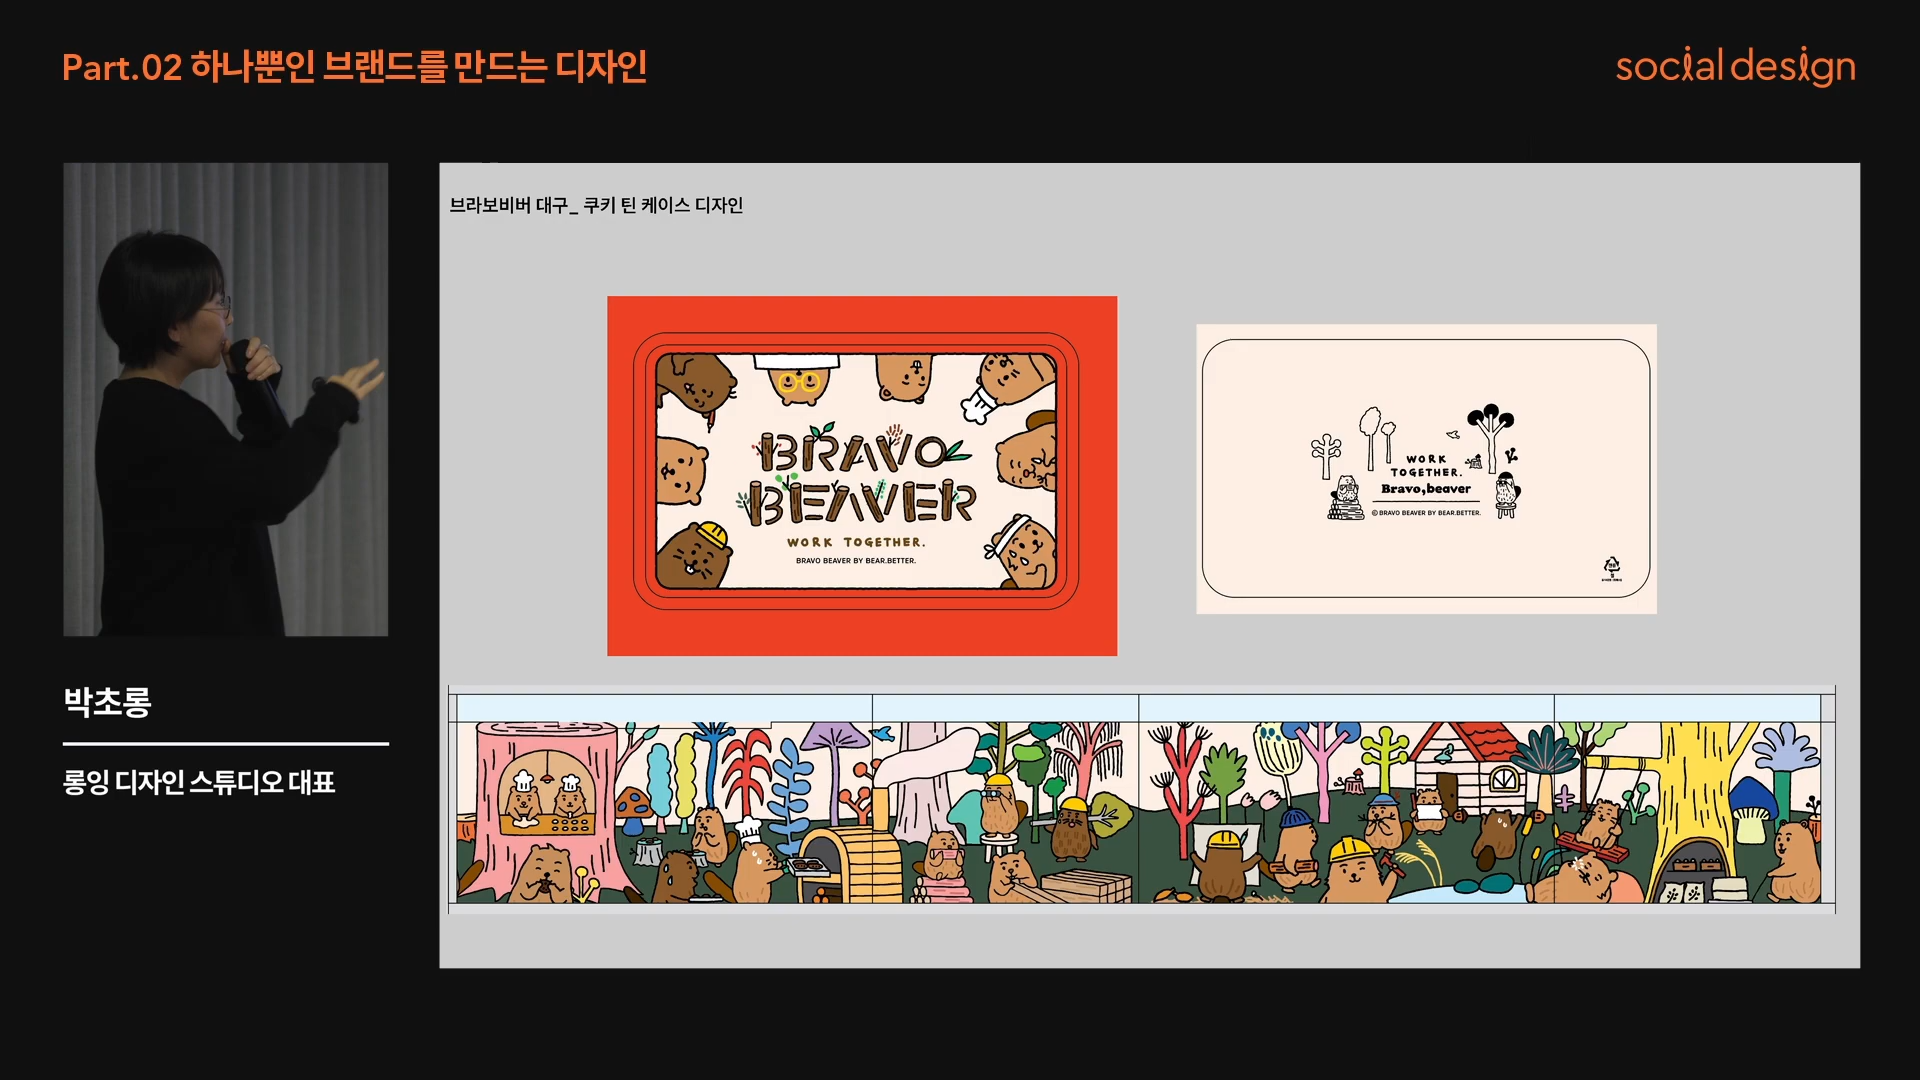 Part.02 하나뿐인 브랜드를 만드는 디자인
social design
브라보비버 대구_ 쿠키 틴 케이스 디자인
BRAVO
BEAVER
WORK TOGETHER.
BRAVO BEAVER BY BEAR.BETTER.
WORK
TOGETHER.
Bravo,beaver
© BRAVO BEAVER BY BEAR.BETTER.
박초롱
롱잉 디자인 스튜디오 대표